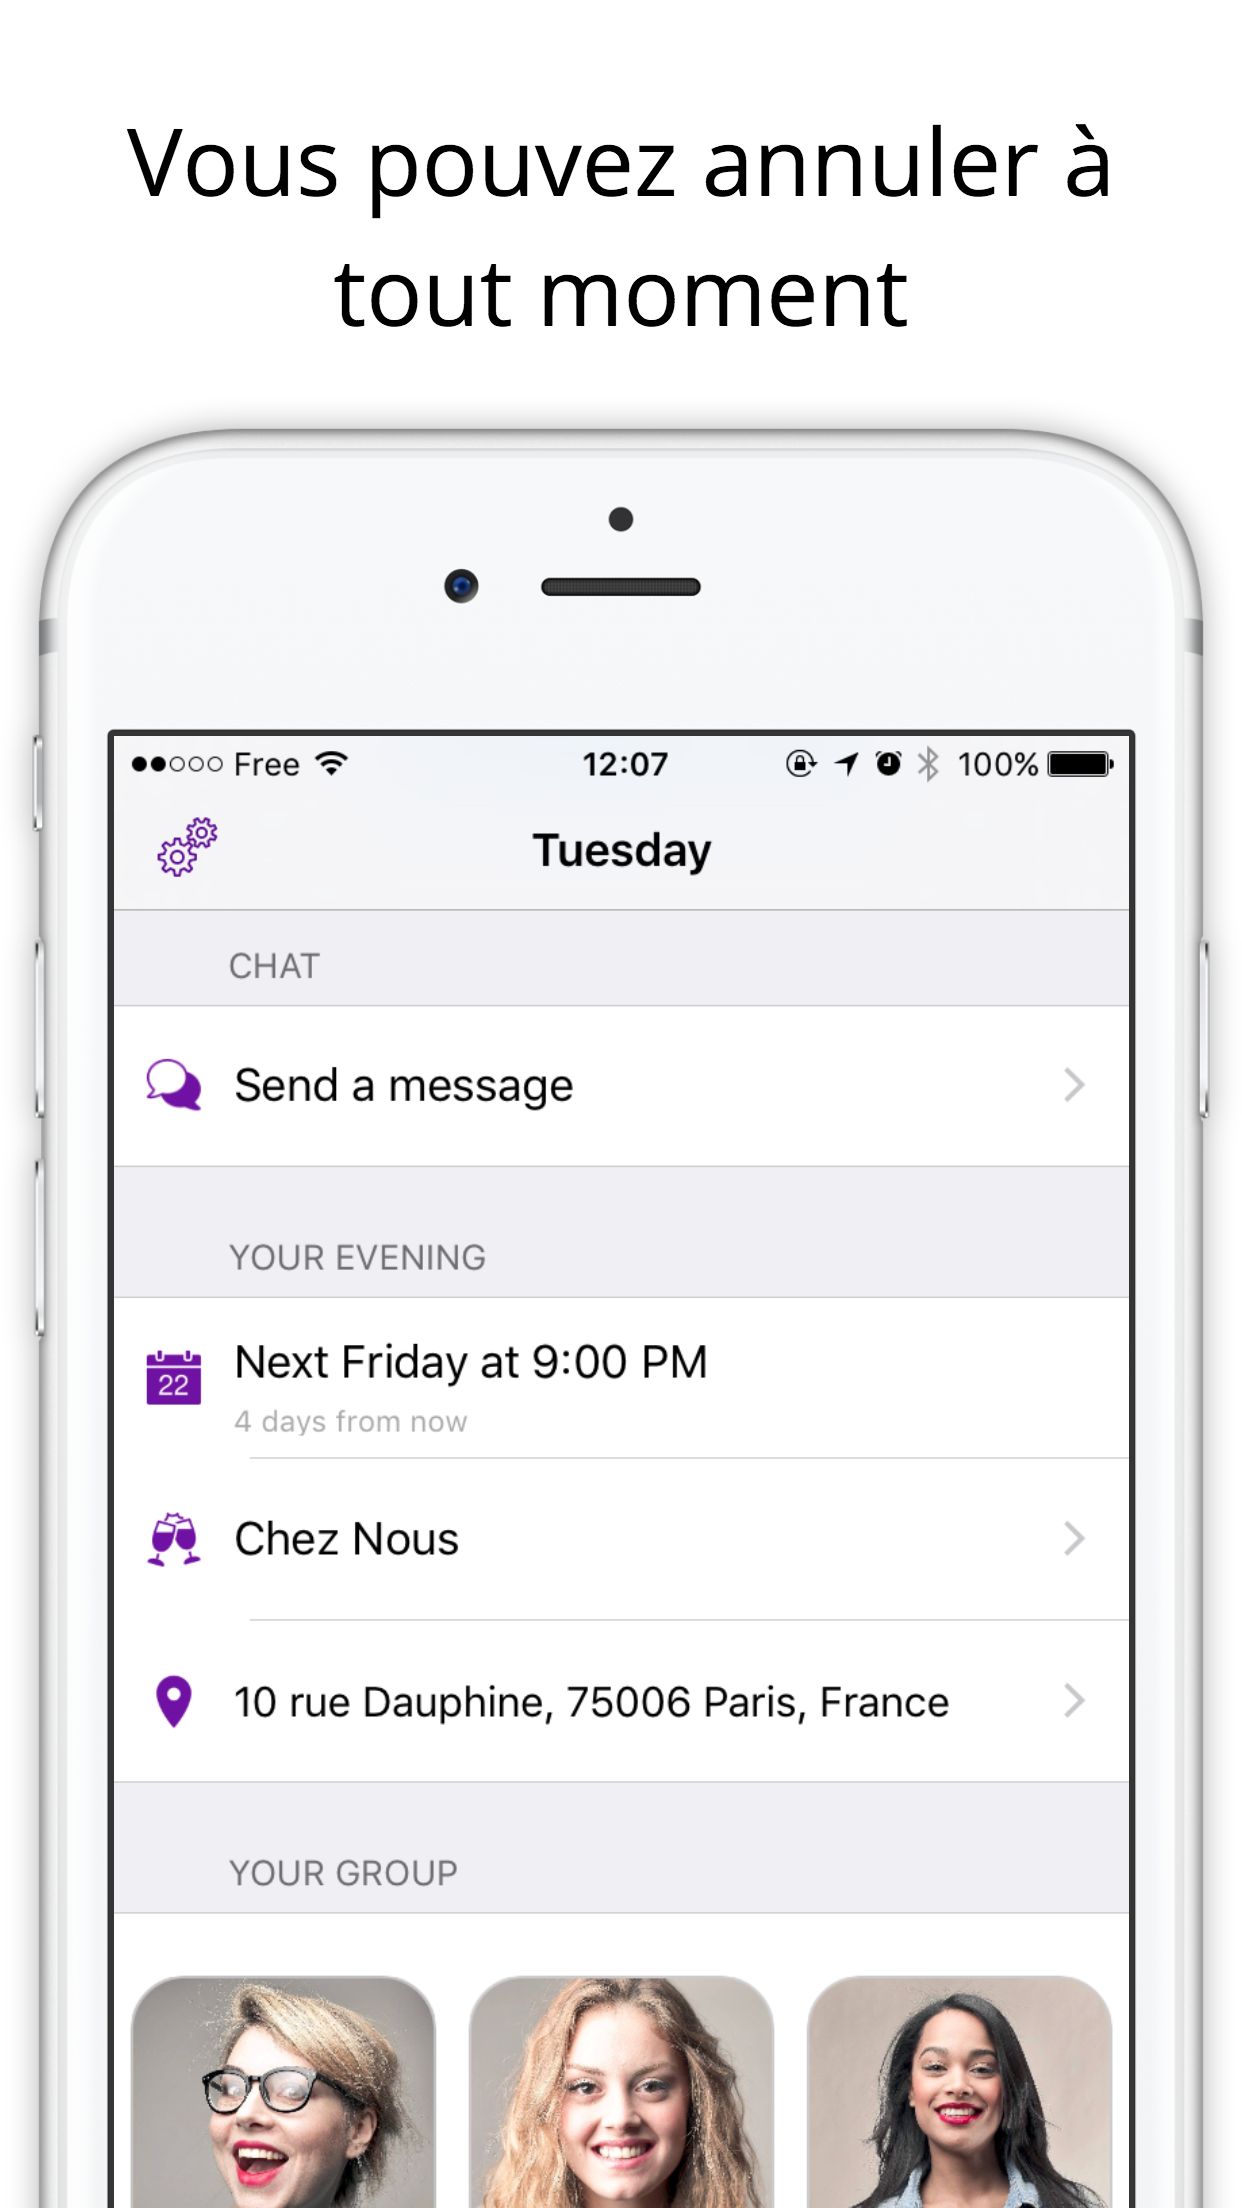 Vous pouvez annuler à
tout moment
Free 12:07 100%
Tuesday
CHAT
Send a message
YOUR EVENING
22 Next Friday at 9:00 PM
4 days from now
Chez Nous
10 rue Dauphine, 75006 Paris, France
YOUR GROUP